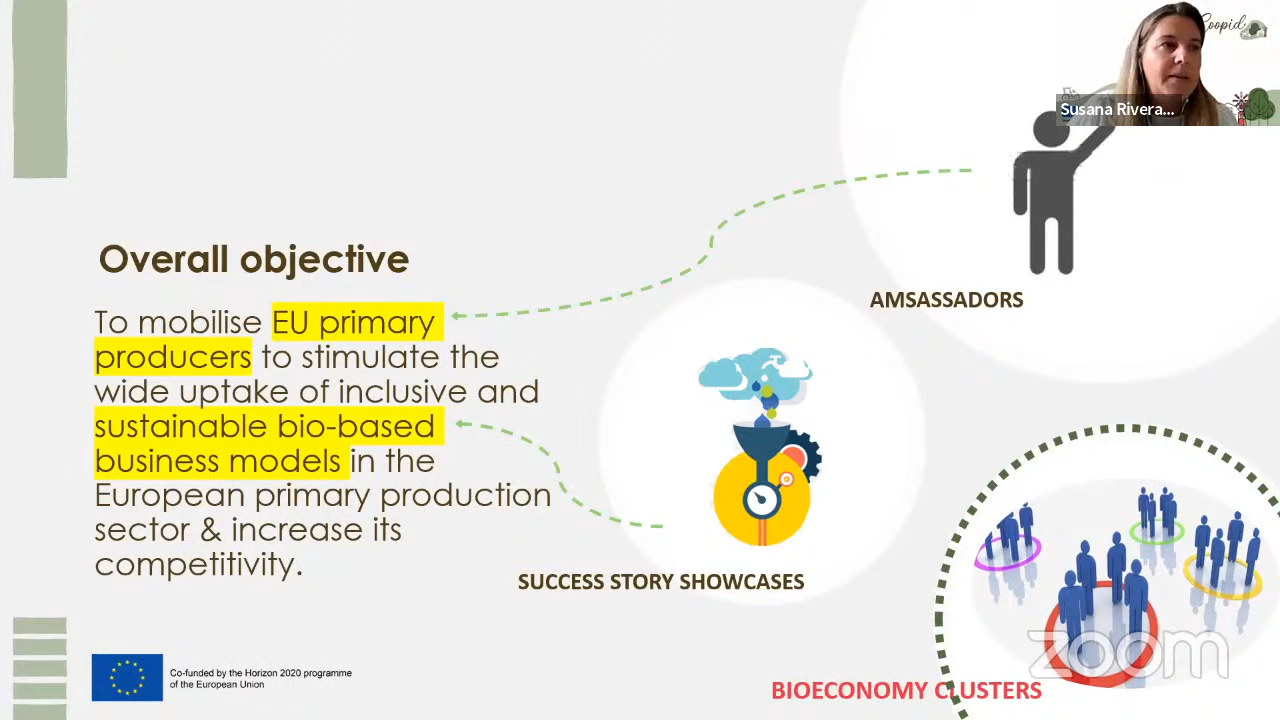 Coopid
Susana Rivera...
Overall objective
To mobilise EU primary
producers to stimulate the
wide uptake of inclusive and
sustainable bio-based
business models in the
European primary production
sector & increase its
competitivity.
AMSASSADORS
SUCCESS STORY SHOWCASES
BIOECONOMY CLUSTERS
zoom
Co-funded by the Horizon 2020 programme
of the European Union